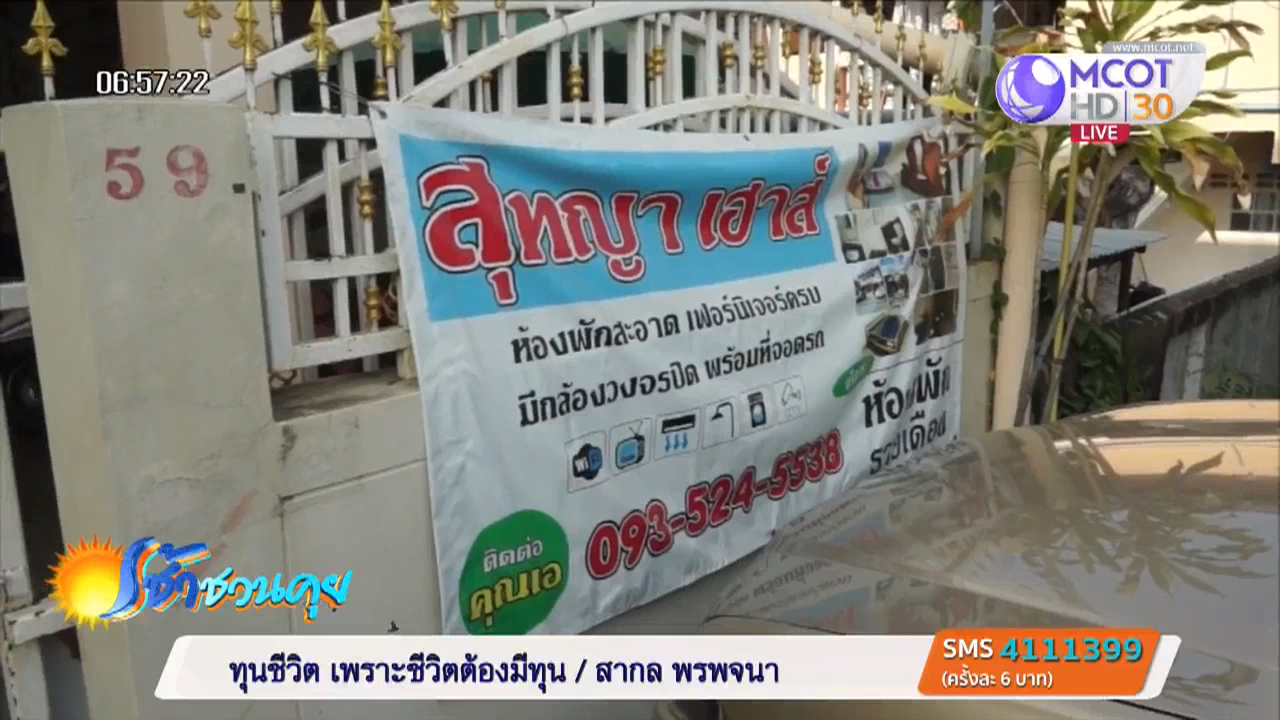 06:57:22
www.mcot.net
MCOT
HD 30
LIVE
59
สุทญา เฮาส์
ห้องพักสะอาด เฟอร์นิเจอร์ครบ
มีกล้องวงจรปิด พร้อมที่จอดรถ
WiFi
ห้องพัก
รายเดือน
093-524-5538
ติดต่อ
คุณเอ
เช้าชวนคุย
ทุนชีวิต เพราะชีวิตต้องมีทุน / สากล พรพจนา
SMS 4111399
(ครั้งละ 6 บาท)